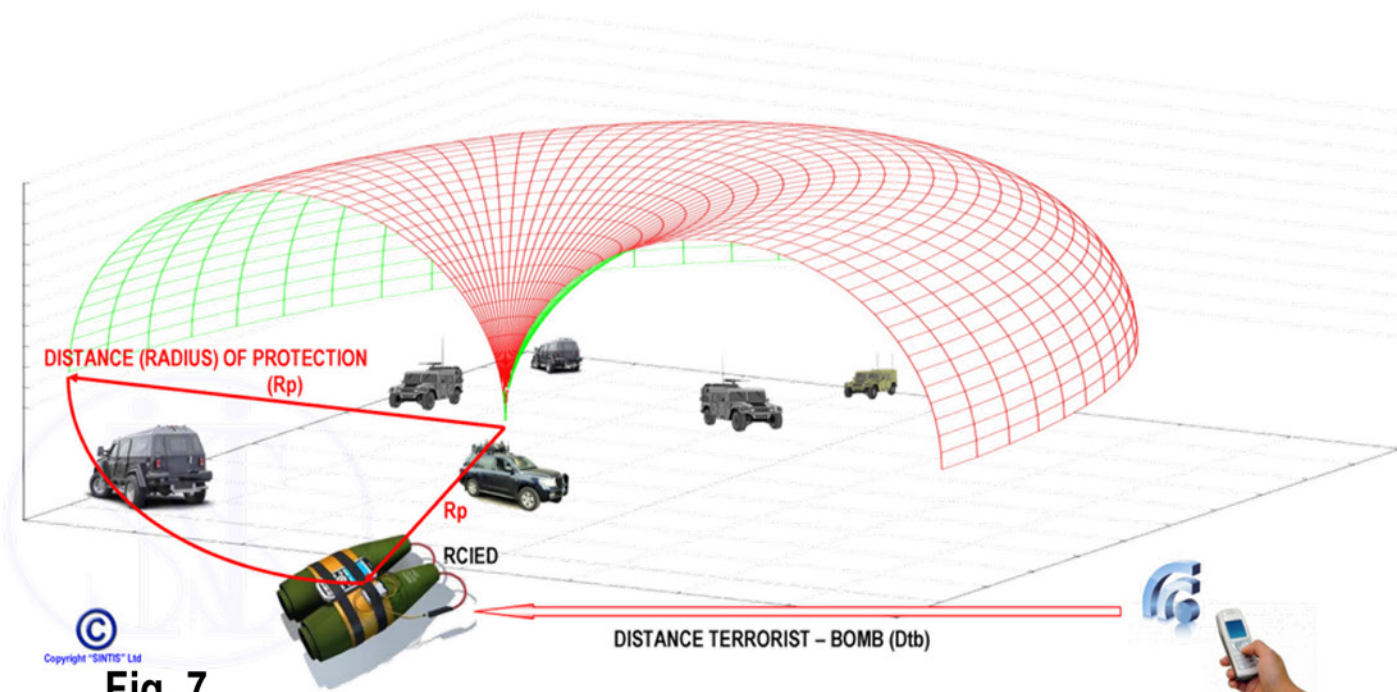 DISTANCE (RADIUS) OF PROTECTION
(Rp)
Rp
RCIED
DISTANCE TERRORIST – BOMB (Dtb)
©
Copyright "SINTIS" Ltd
Fig. 7